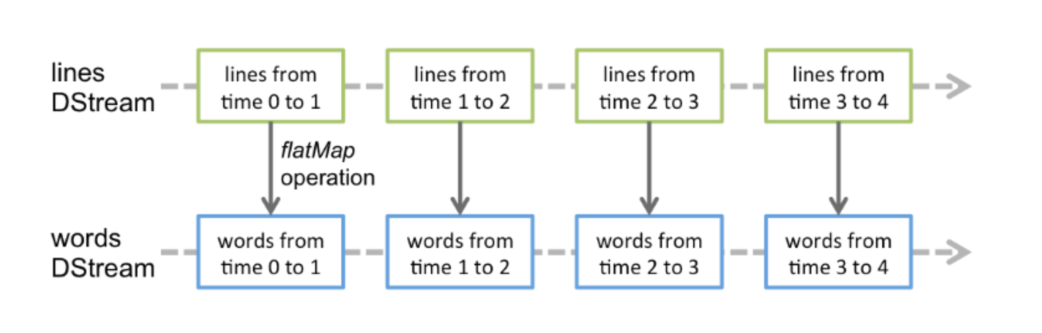 lines
DStream
lines from
time 0 to 1
lines from
time 1 to 2
lines from
time 2 to 3
lines from
time 3 to 4
flatMap
operation
words
DStream
words from
time 0 to 1
words from
time 1 to 2
words from
time 2 to 3
words from
time 3 to 4